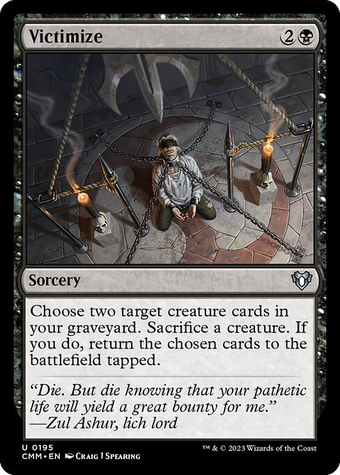 Victimize 2
Sorcery
Choose two target creature cards in
your graveyard. Sacrifice a creature. If
you do, return the chosen cards to the
battlefield tapped.
“Die. But die knowing that your pathetic
life will yield a great bounty for me.”
—Zul Ashur, lich lord
U 0195
CMM • EN Craig J Spearing
™ & © 2023 Wizards of the Coast